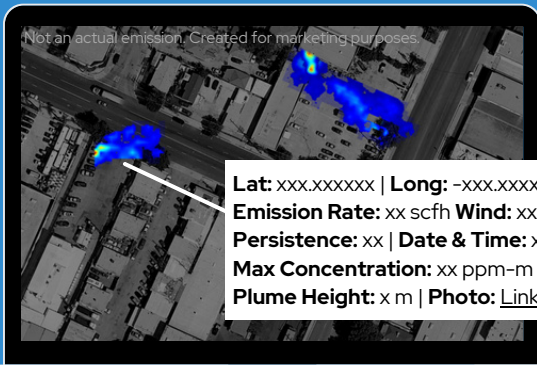 Not an actual emission. Created for marketing purposes.
Lat: xxx.xxxxxx | Long: -xxx.xxxx
Emission Rate: xx scfh Wind: xx
Persistence: xx | Date & Time: x
Max Concentration: xx ppm-m
Plume Height: x m | Photo: Link